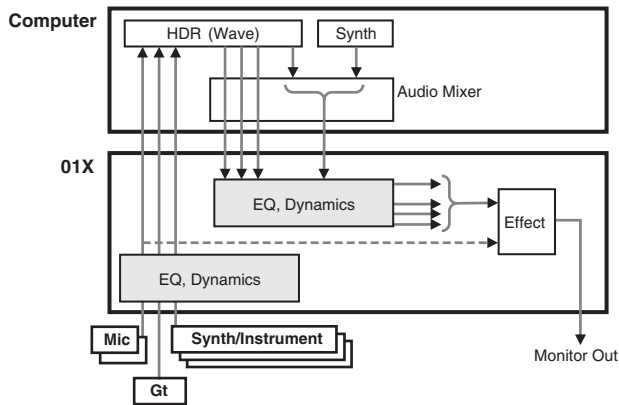 Computer
HDR (Wave)
Synth
Audio Mixer
01X
EQ, Dynamics
Effect
EQ, Dynamics
Mic
Synth/Instrument
Monitor Out
Gt